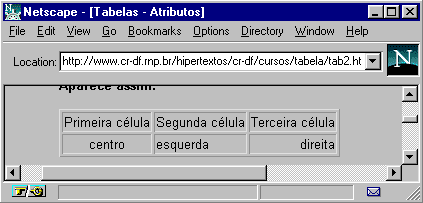 Netscape - [Tabelas - Atributos]
File Edit View Go Bookmarks Options Directory Window Help
Location: http://www.cr-df.rnp.br/hipertextos/cr-df/cursos/tabela/tab2.ht
N
Aparece assim:
Primeira célula Segunda célula Terceira célula
centro esquerda direita